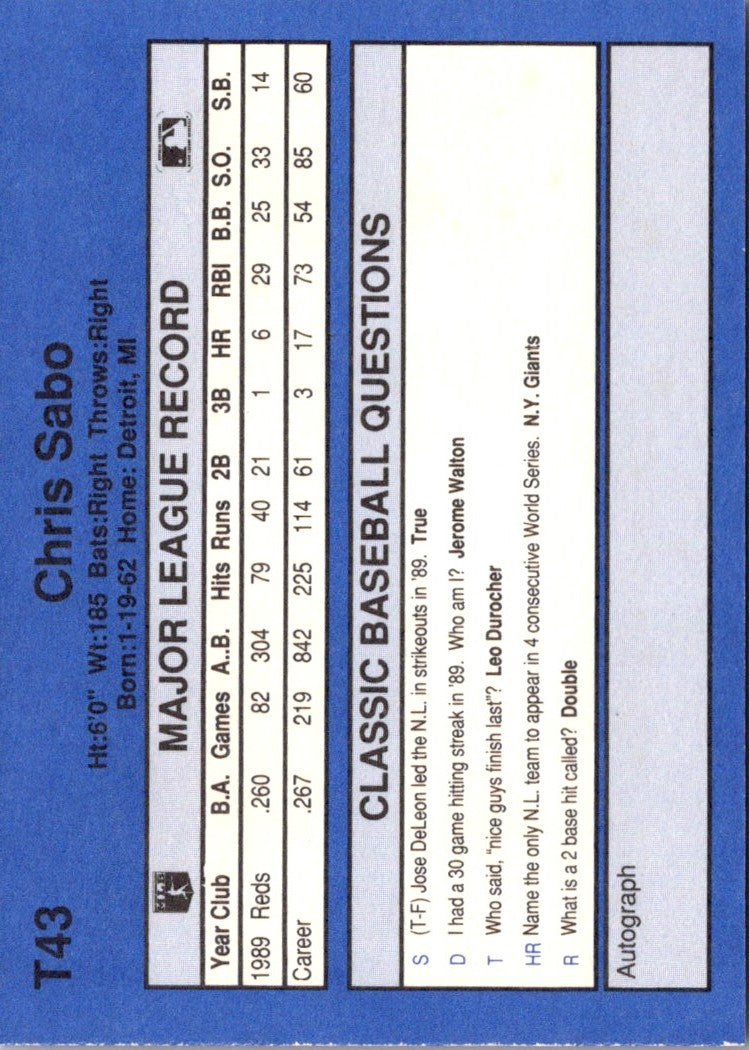 T43 Chris Sabo
Ht:6'0" Wt:185 Bats:Right Throws:Right
Born:1-19-62 Home: Detroit, MI
MAJOR LEAGUE RECORD
Year Club B.A. Games A..B. Hits Runs 2B 3B HR RBI B.B. S.O. S.B.
1989 Reds .260 82 304 79 40 21 1 6 29 25 33 14
Career .267 219 842 225 114 61 3 17 73 54 85 60
CLASSIC BASEBALL QUESTIONS
S (T-F) Jose DeLeon led the N.L. in strikeouts in '89. True
D I had a 30 game hitting streak in '89. Who am I? Jerome Walton
T Who said, "nice guys finish last"? Leo Durocher
HR Name the only N.L. team to appear in 4 consecutive World Series. N.Y. Giants
R What is a 2 base hit called? Double
Autograph